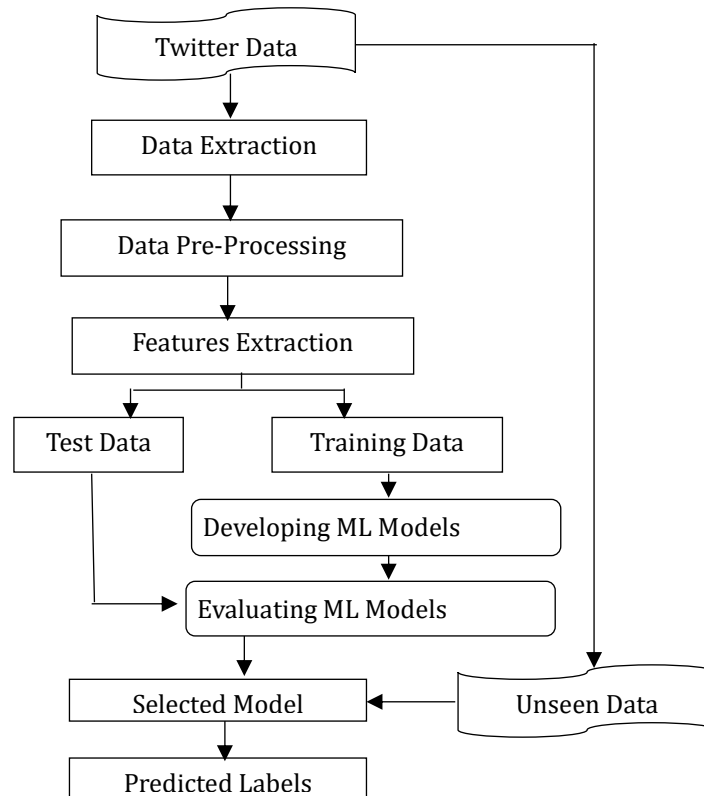 Twitter Data
Data Extraction
Data Pre-Processing
Features Extraction
Test Data
Training Data
Developing ML Models
Evaluating ML Models
Selected Model
Unseen Data
Predicted Labels